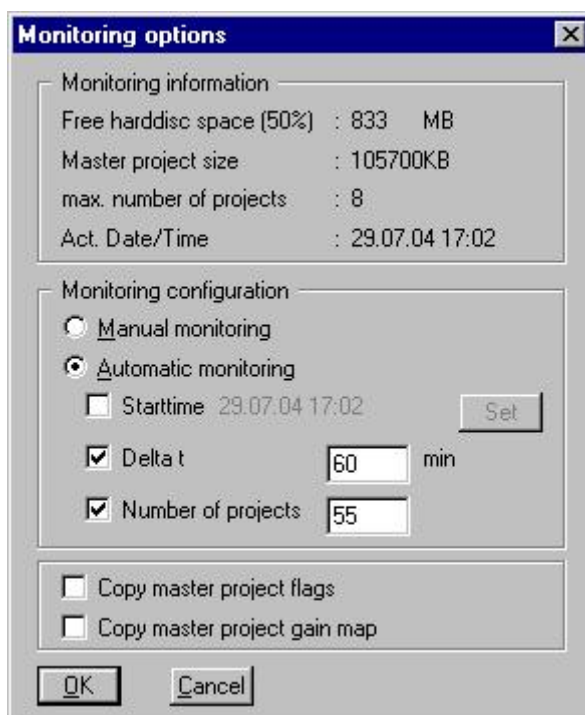 Monitoring options
Monitoring information
Free harddisc space (50%) : 833 MB
Master project size : 105700KB
max. number of projects : 8
Act. Date/Time : 29.07.04 17:02
Monitoring configuration
Manual monitoring
Automatic monitoring
Starttime 29.07.04 17:02 Set
Delta t 60 min
Number of projects 55
Copy master project flags
Copy master project gain map
OK Cancel